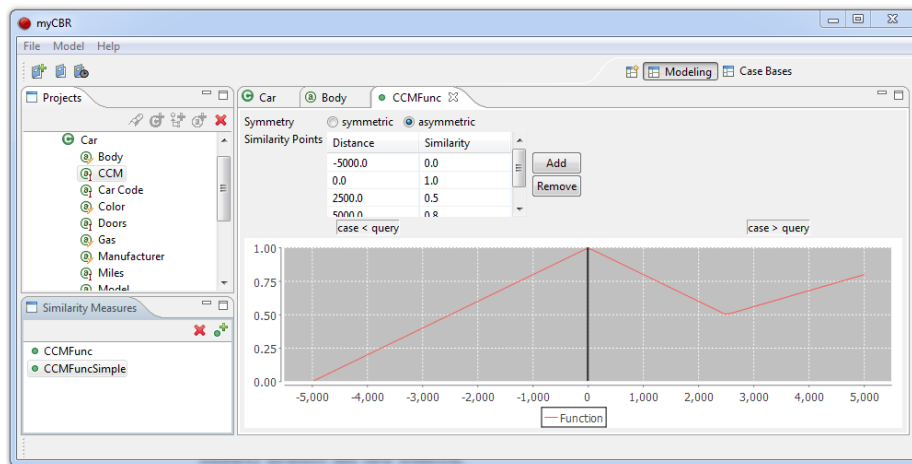 myCBR
File Model Help
Modeling Case Bases
Projects
Car
Body
CCM
Car Code
Color
Doors
Gas
Manufacturer
Miles
Model
Similarity Measures
CCMFunc
CCMFuncSimple
Car Body CCMFunc
Symmetry symmetric asymmetric
Similarity Points Distance Similarity
-5000.0 0.0
0.0 1.0
2500.0 0.5
5000.0 0.8
Add
Remove
case < query case > query
1.00
0.75
0.50
0.25
0.00
-5,000 -4,000 -3,000 -2,000 -1,000 0 1,000 2,000 3,000 4,000 5,000
Function